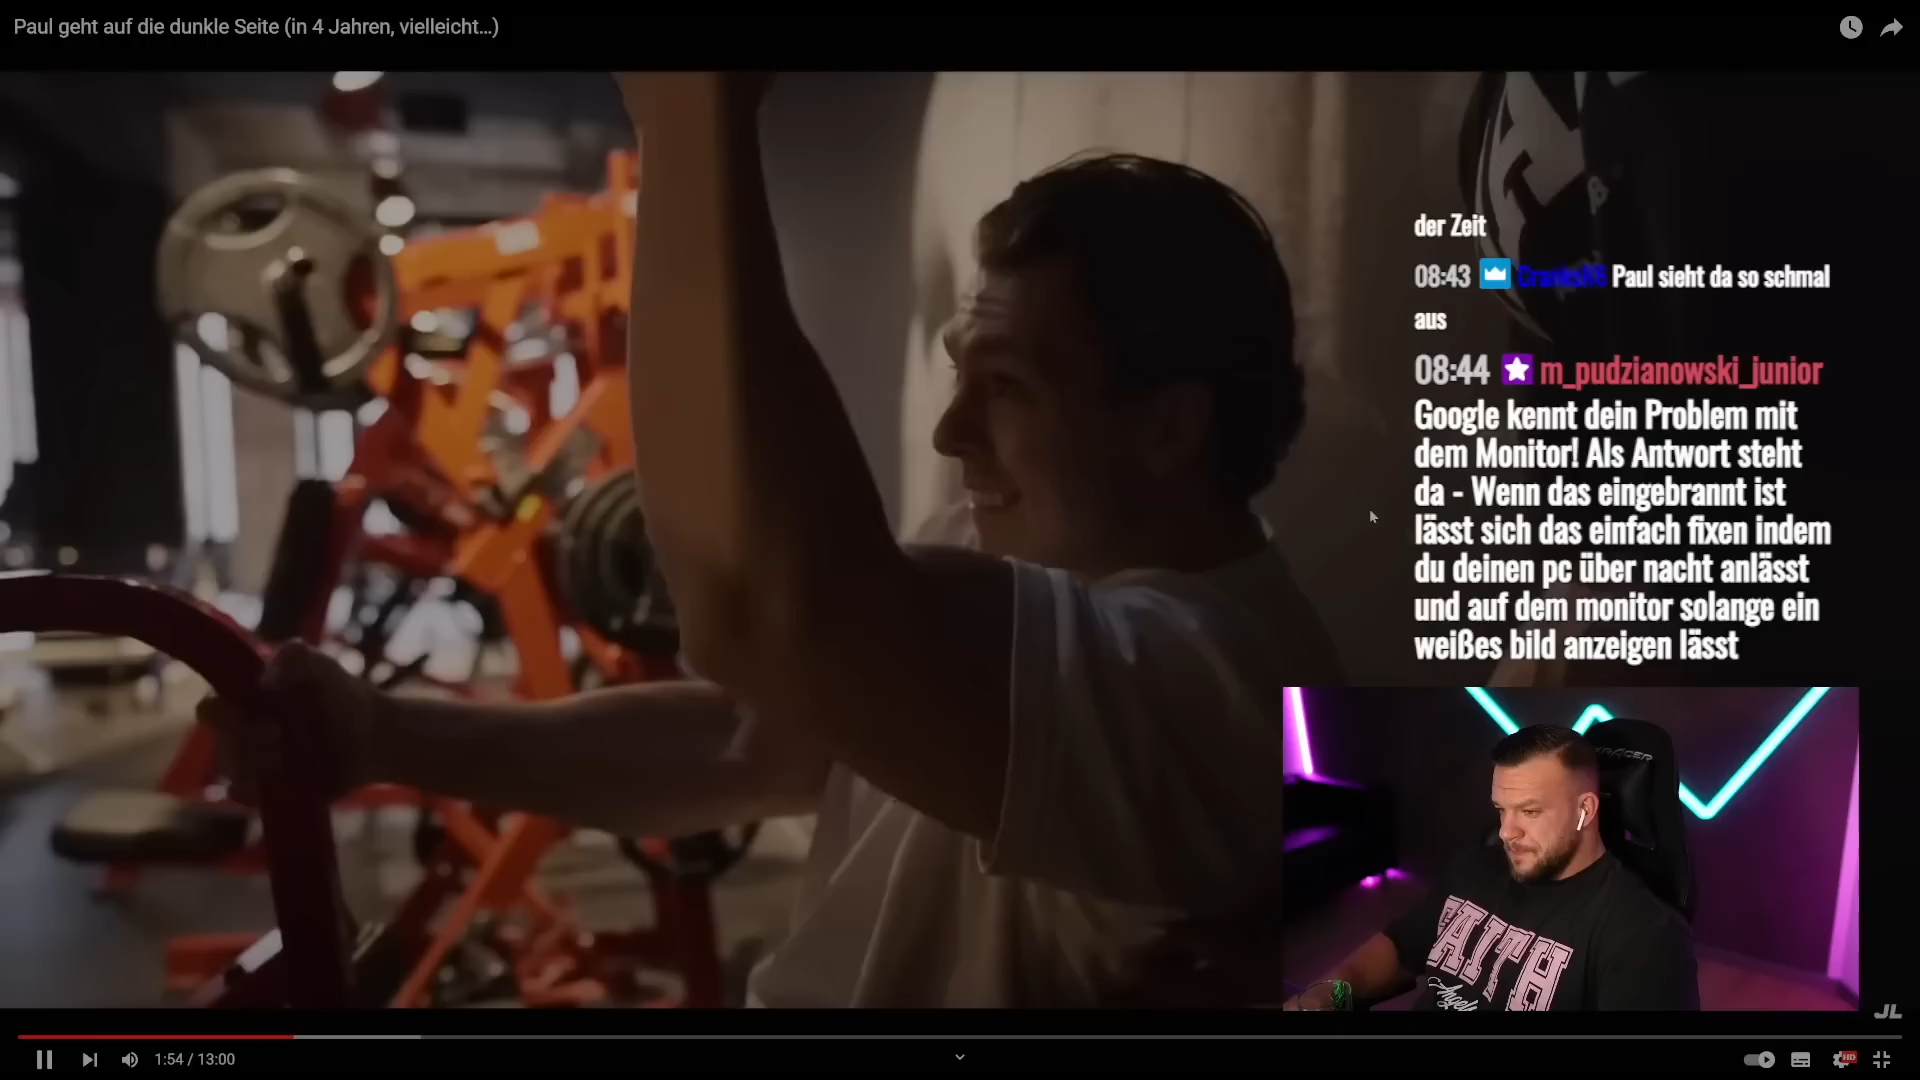 Paul geht auf die dunkle Seite (in 4 Jahren, vielleicht...)
der Zeit
08:43 Paul sieht da so schmal
aus
08:44 m_pudzianowski_junior
Google kennt dein Problem mit
dem Monitor! Als Antwort steht
da - Wenn das eingebrannt ist
lässt sich das einfach fixen indem
du deinen pc über nacht anlässt
und auf dem monitor solange ein
weißes bild anzeigen lässt
FAITH
Angels
JL
1:54 / 13:00
HD